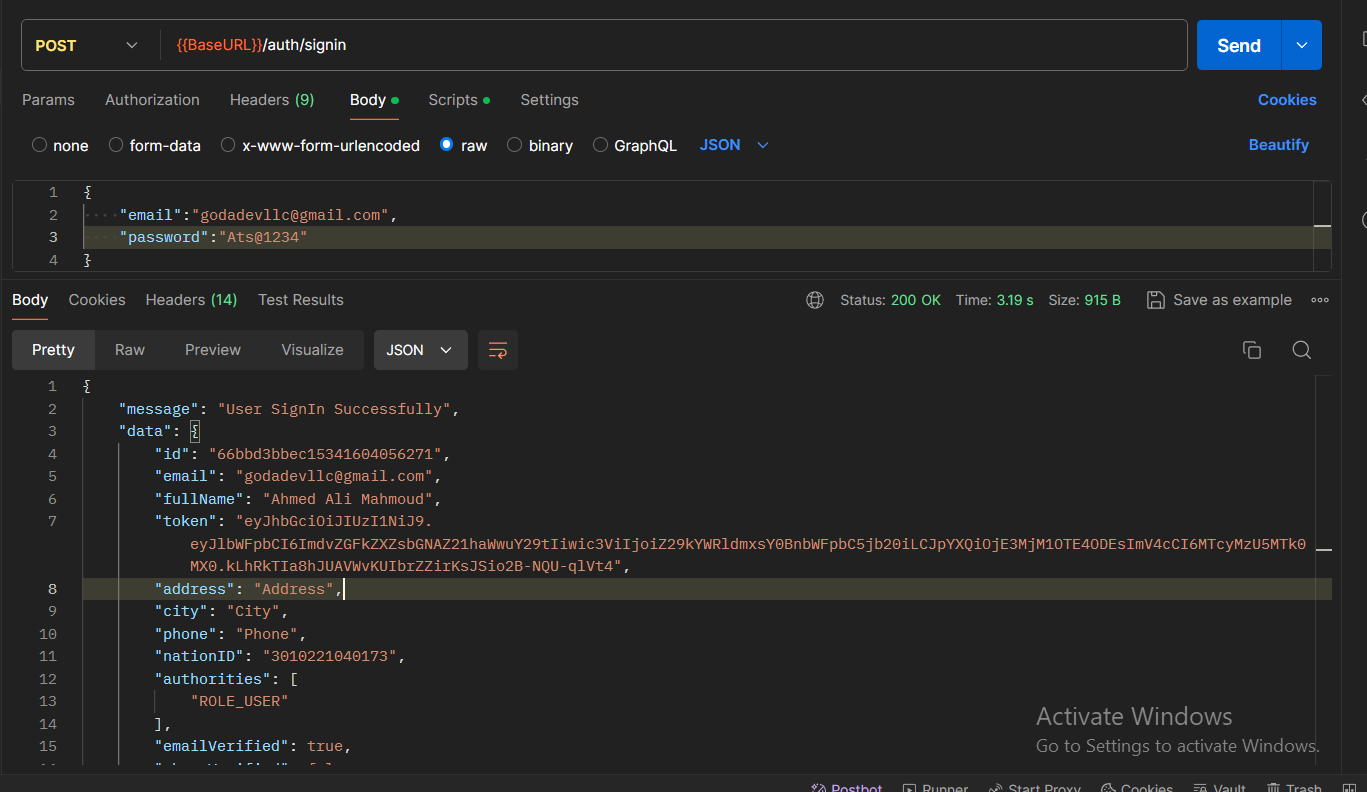 POST {{BaseURL}}/auth/signin Send
Params Authorization Headers (9) Body Scripts Settings Cookies
none form-data x-www-form-urlencoded raw binary GraphQL JSON Beautify
1 {
2 "email":"godadevllc@gmail.com",
3 "password":"Ats@1234"
4 }
Body Cookies Headers (14) Test Results Status: 200 OK Time: 3.19 s Size: 915 B Save as example
Pretty Raw Preview Visualize JSON
1 {
2 "message": "User SignIn Successfully",
3 "data": {
4 "id": "66bbd3bbec15341604056271",
5 "email": "godadevllc@gmail.com",
6 "fullName": "Ahmed Ali Mahmoud",
7 "token": "eyJhbGciOiJIUzI1NiJ9.
eyJlbWFpbCI6ImdvZGFkZXZsbGNAZ21haWwuY29tIiwic3ViIjoiZ29kYWRldmxsY0BnbWFpbC5jb20iLCJpYXQiOjE3MjM1OTE4ODEsImV4cCI6MTcyMzU5MTk0
MX0.kLhRkTIa8hJUAVWvKUIbrZZirKsJSio2B-NQU-qlVt4",
8 "address": "Address",
9 "city": "City",
10 "phone": "Phone",
11 "nationID": "3010221040173",
12 "authorities": [
13 "ROLE_USER"
14 ],
15 "emailVerified": true,
Activate Windows
Go to Settings to activate Windows.
Postbot Runner Start Proxy Cookies Vault Trash